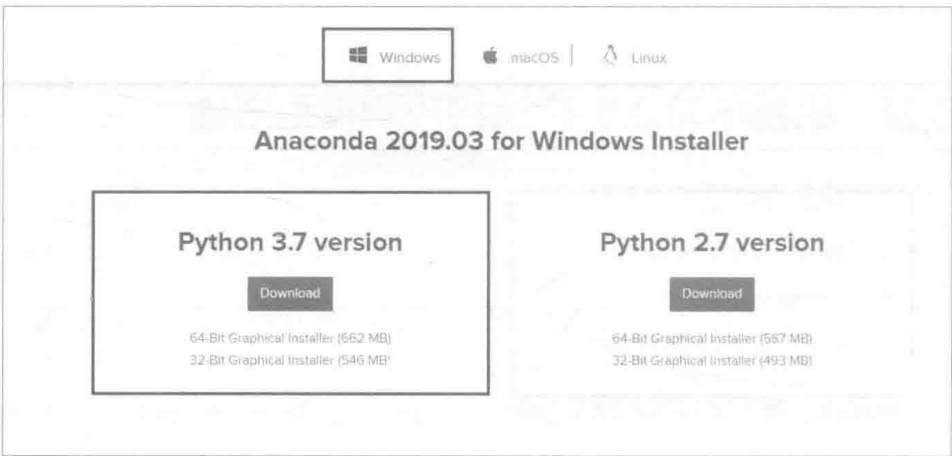 Windows macOS Linux
Anaconda 2019.03 for Windows Installer
Python 3.7 version
Download
64-Bit Graphical Installer (662 MB)
32-Bit Graphical Installer (546 MB)
Python 2.7 version
Download
64-Bit Graphical Installer (587 MB)
32-Bit Graphical Installer (493 MB)